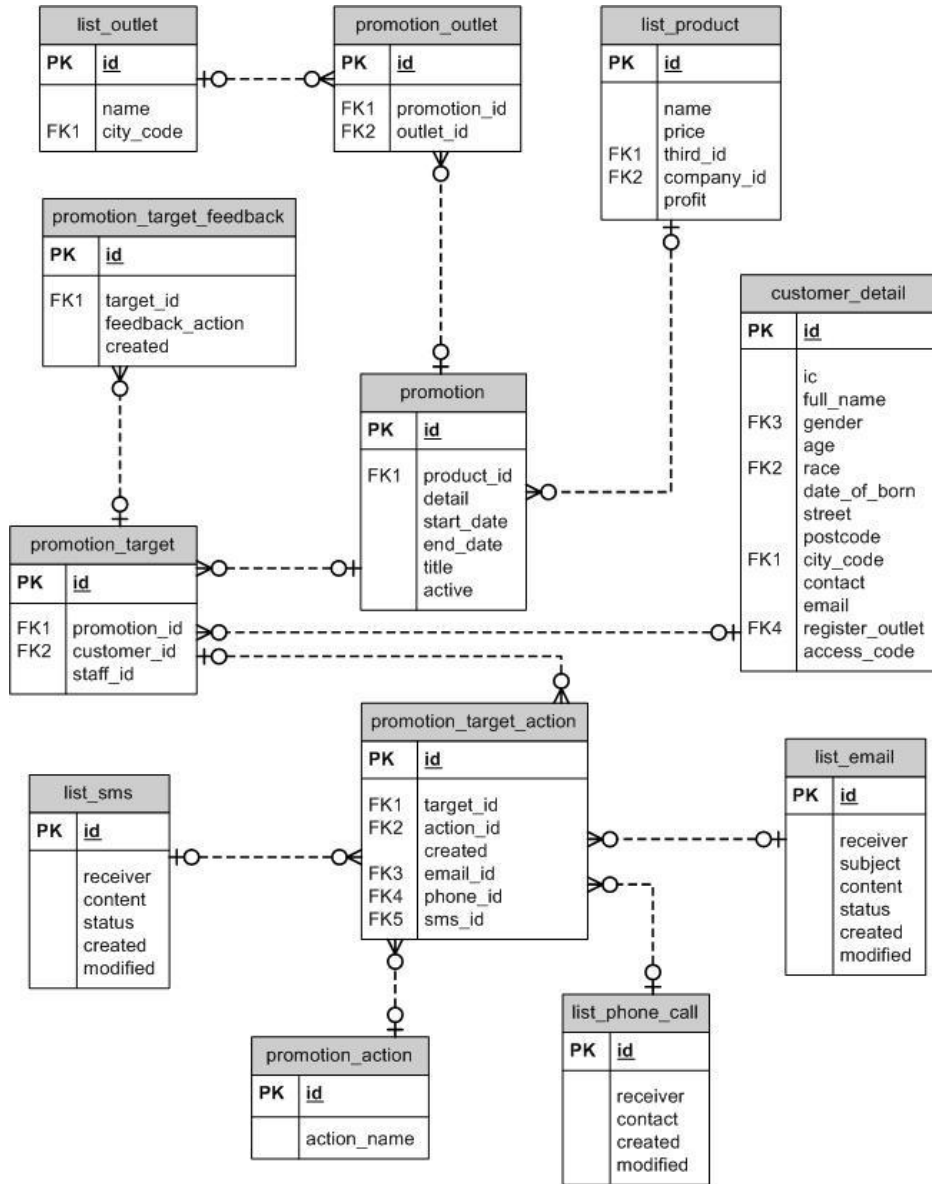 list_outlet
PK id
name
FK1 city_code
promotion_outlet
PK id
FK1 promotion_id
FK2 outlet_id
list_product
PK id
name
price
FK1 third_id
FK2 company_id
profit
promotion_target_feedback
PK id
FK1 target_id
feedback_action
created
customer_detail
PK id
ic
full_name
FK3 gender
age
FK2 race
date_of_born
street
postcode
FK1 city_code
contact
email
FK4 register_outlet
access_code
promotion
PK id
FK1 product_id
detail
start_date
end_date
title
active
promotion_target
PK id
FK1 promotion_id
FK2 customer_id
staff_id
promotion_target_action
PK id
FK1 target_id
FK2 action_id
created
FK3 email_id
FK4 phone_id
FK5 sms_id
list_sms
PK id
receiver
content
status
created
modified
list_email
PK id
receiver
subject
content
status
created
modified
promotion_action
PK id
action_name
list_phone_call
PK id
receiver
contact
created
modified